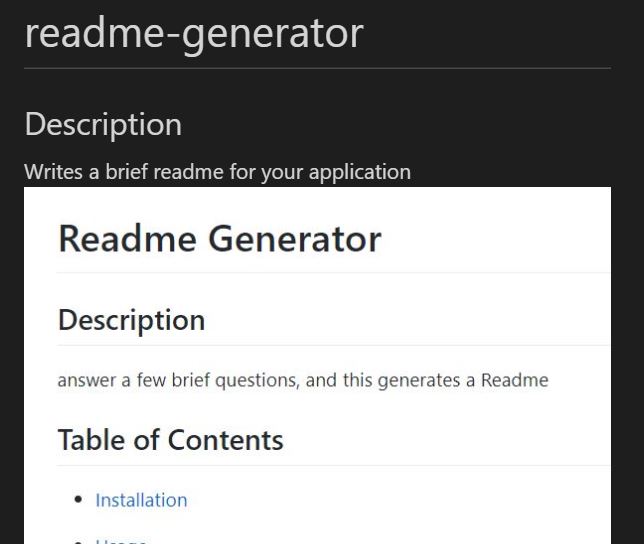 readme-generator
Description
Writes a brief readme for your application
Readme Generator
Description
answer a few brief questions, and this generates a Readme
Table of Contents
Installation
Usage